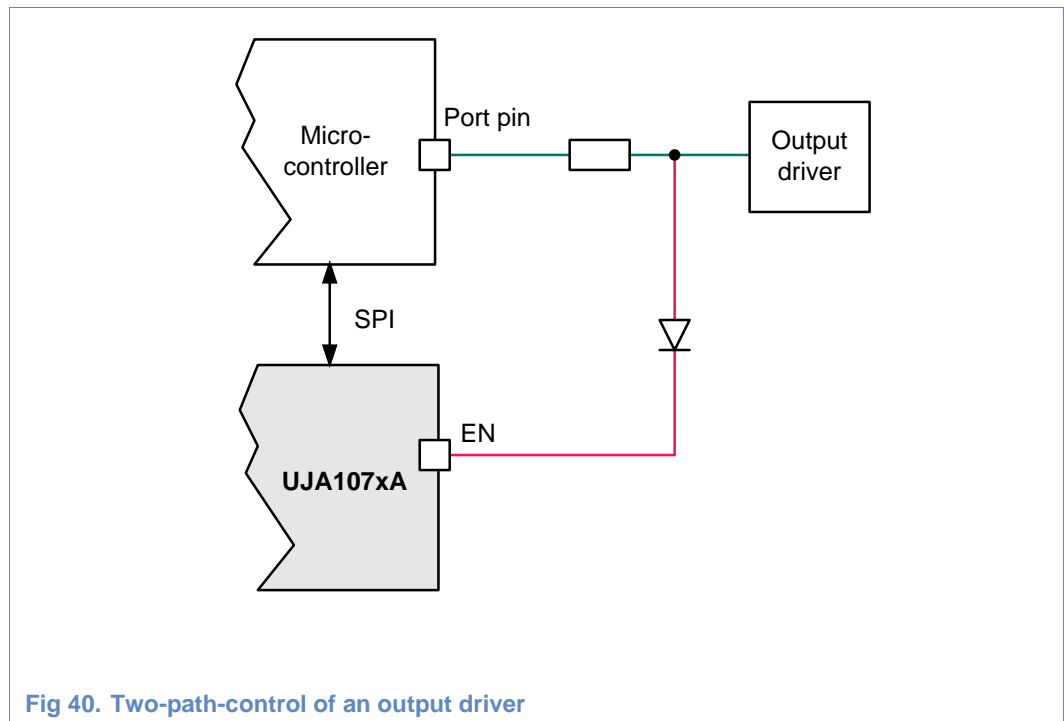 Micro-
controller
Port pin
Output
driver
SPI
EN
UJA107xA
Fig 40. Two-path-control of an output driver